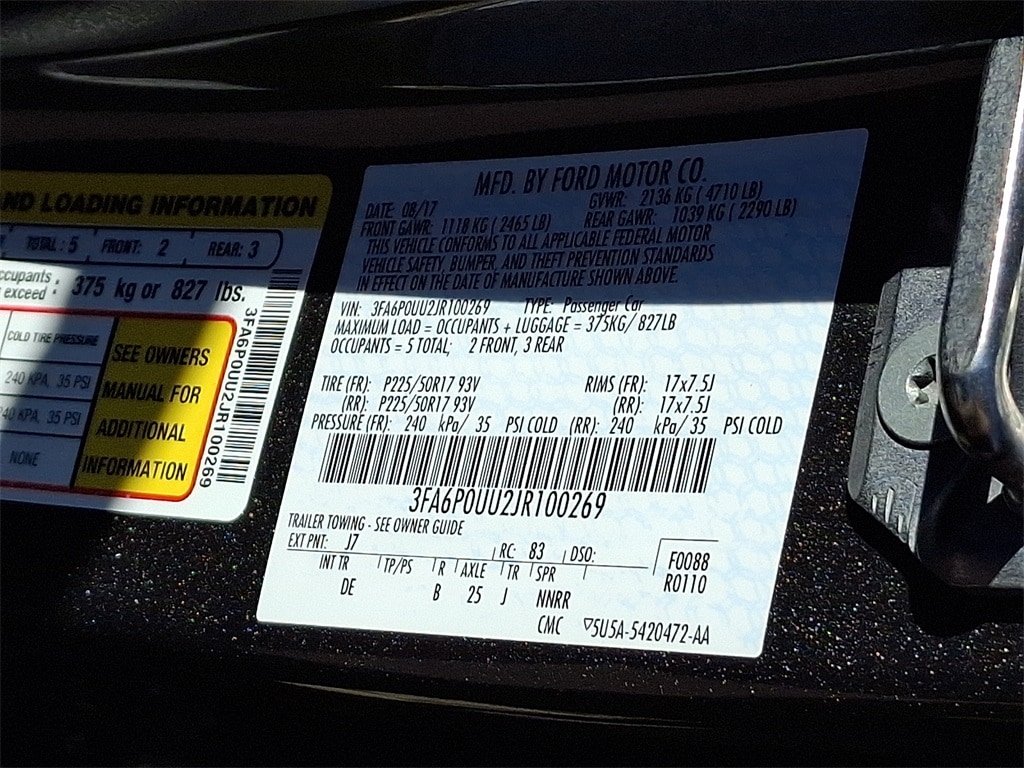 AND LOADING INFORMATION
TOTAL: 5 FRONT: 2 REAR: 3
exceed: 375 kg or 827 lbs.
COLD TIRE PRESSURE
240 KPA, 35 PSI
240 KPA, 35 PSI
NONE
SEE OWNERS
MANUAL FOR
ADDITIONAL
INFORMATION
3FA6P0UU2JR100269
MFD. BY FORD MOTOR CO.
DATE: 08/17 GVWR: 2136 KG ( 4710 LB)
FRONT GAWR: 1118 KG ( 2465 LB) REAR GAWR: 1039 KG ( 2290 LB)
THIS VEHICLE CONFORMS TO ALL APPLICABLE FEDERAL MOTOR
VEHICLE SAFETY, BUMPER, AND THEFT PREVENTION STANDARDS
IN EFFECT ON THE DATE OF MANUFACTURE SHOWN ABOVE.
VIN: 3FA6P0UU2JR100269 TYPE: Passenger Car
MAXIMUM LOAD = OCCUPANTS + LUGGAGE = 375KG/ 827LB
OCCUPANTS = 5 TOTAL; 2 FRONT, 3 REAR
TIRE (FR): P225/50R17 93V RIMS (FR): 17x7.5J
(RR): P225/50R17 93V (RR): 17x7.5J
PRESSURE (FR): 240 kPa/ 35 PSI COLD (RR): 240 kPa/ 35 PSI COLD
3FA6P0UU2JR100269
TRAILER TOWING - SEE OWNER GUIDE
EXT PNT: J7 RC: 83 DSO: F0088
INT TR TP/PS R AXLE TR SPR R0110
DE B 25 J NNRR
CMC ▽5U5A-5420472-AA